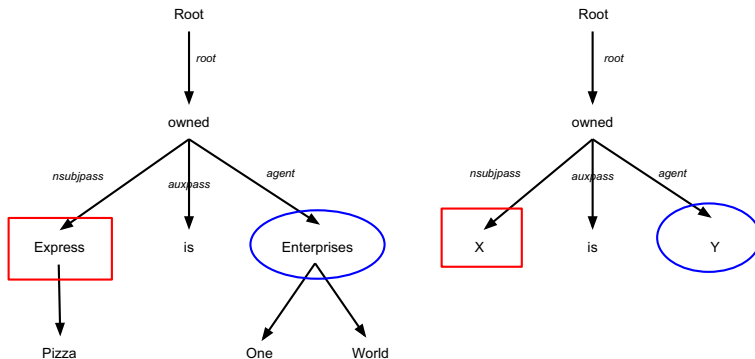 Root
root
owned
nsubjpass
auxpass
agent
Express
is
Enterprises
Pizza
One
World
Root
root
owned
nsubjpass
auxpass
agent
X
is
Y